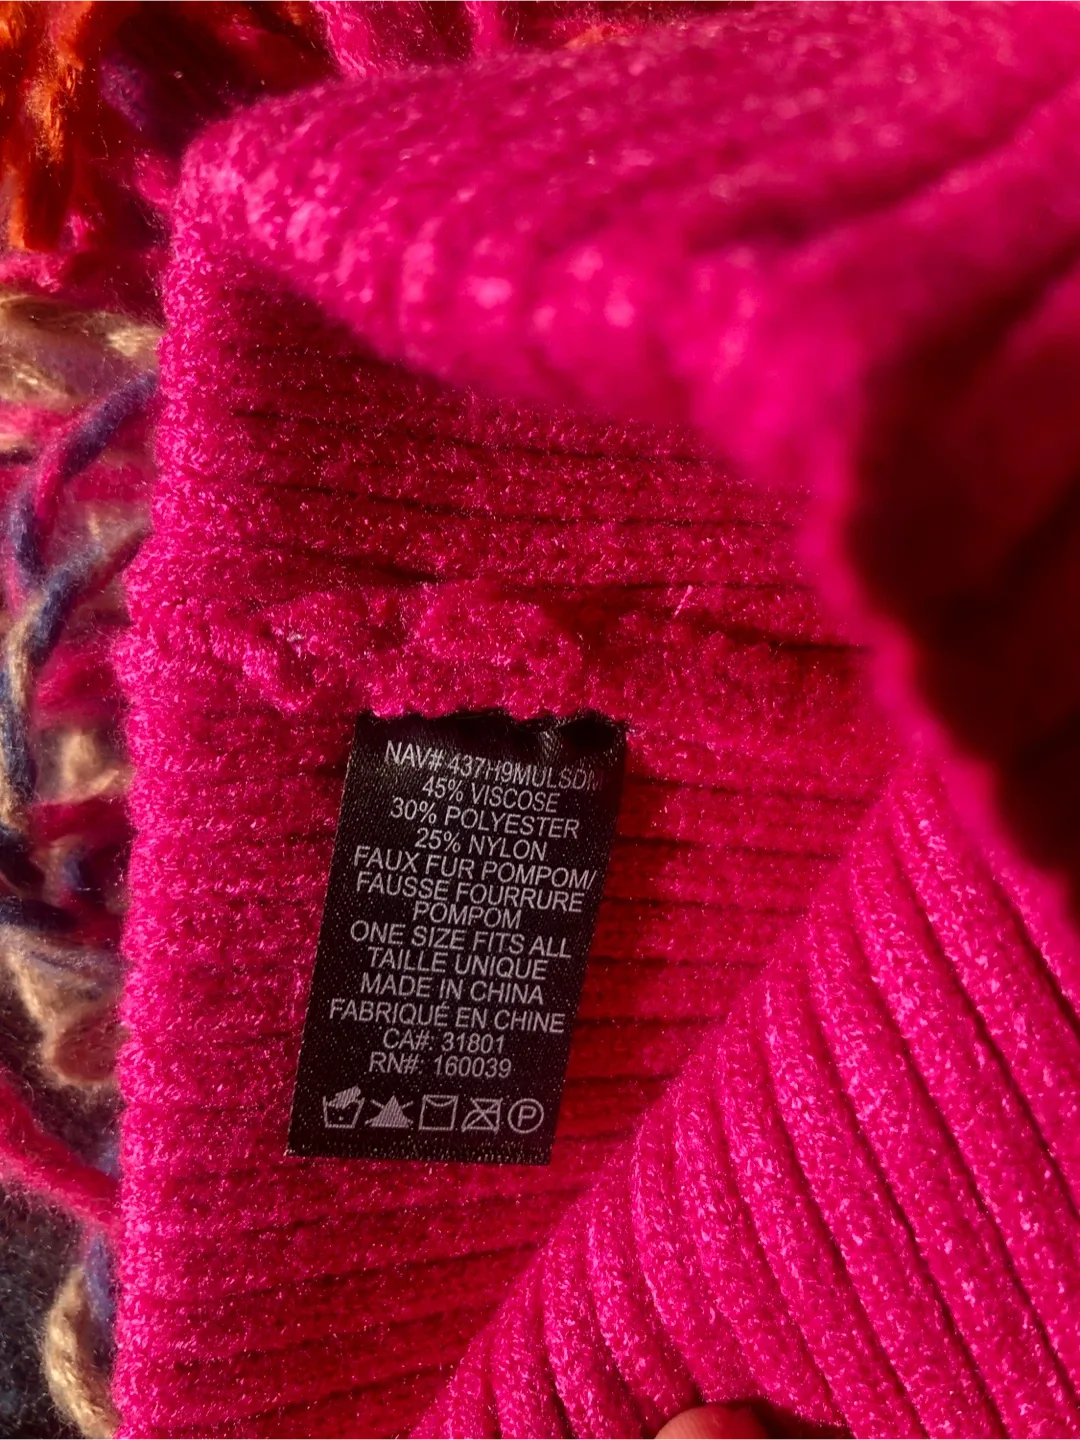 NAV# 437H9MULSDN
45% VISCOSE
30% POLYESTER
25% NYLON
FAUX FUR POMPOM/
FAUSSE FOURRURE
POMPOM
ONE SIZE FITS ALL
TAILLE UNIQUE
MADE IN CHINA
FABRIQUÉ EN CHINE
CA#: 31801
RN#: 160039
P